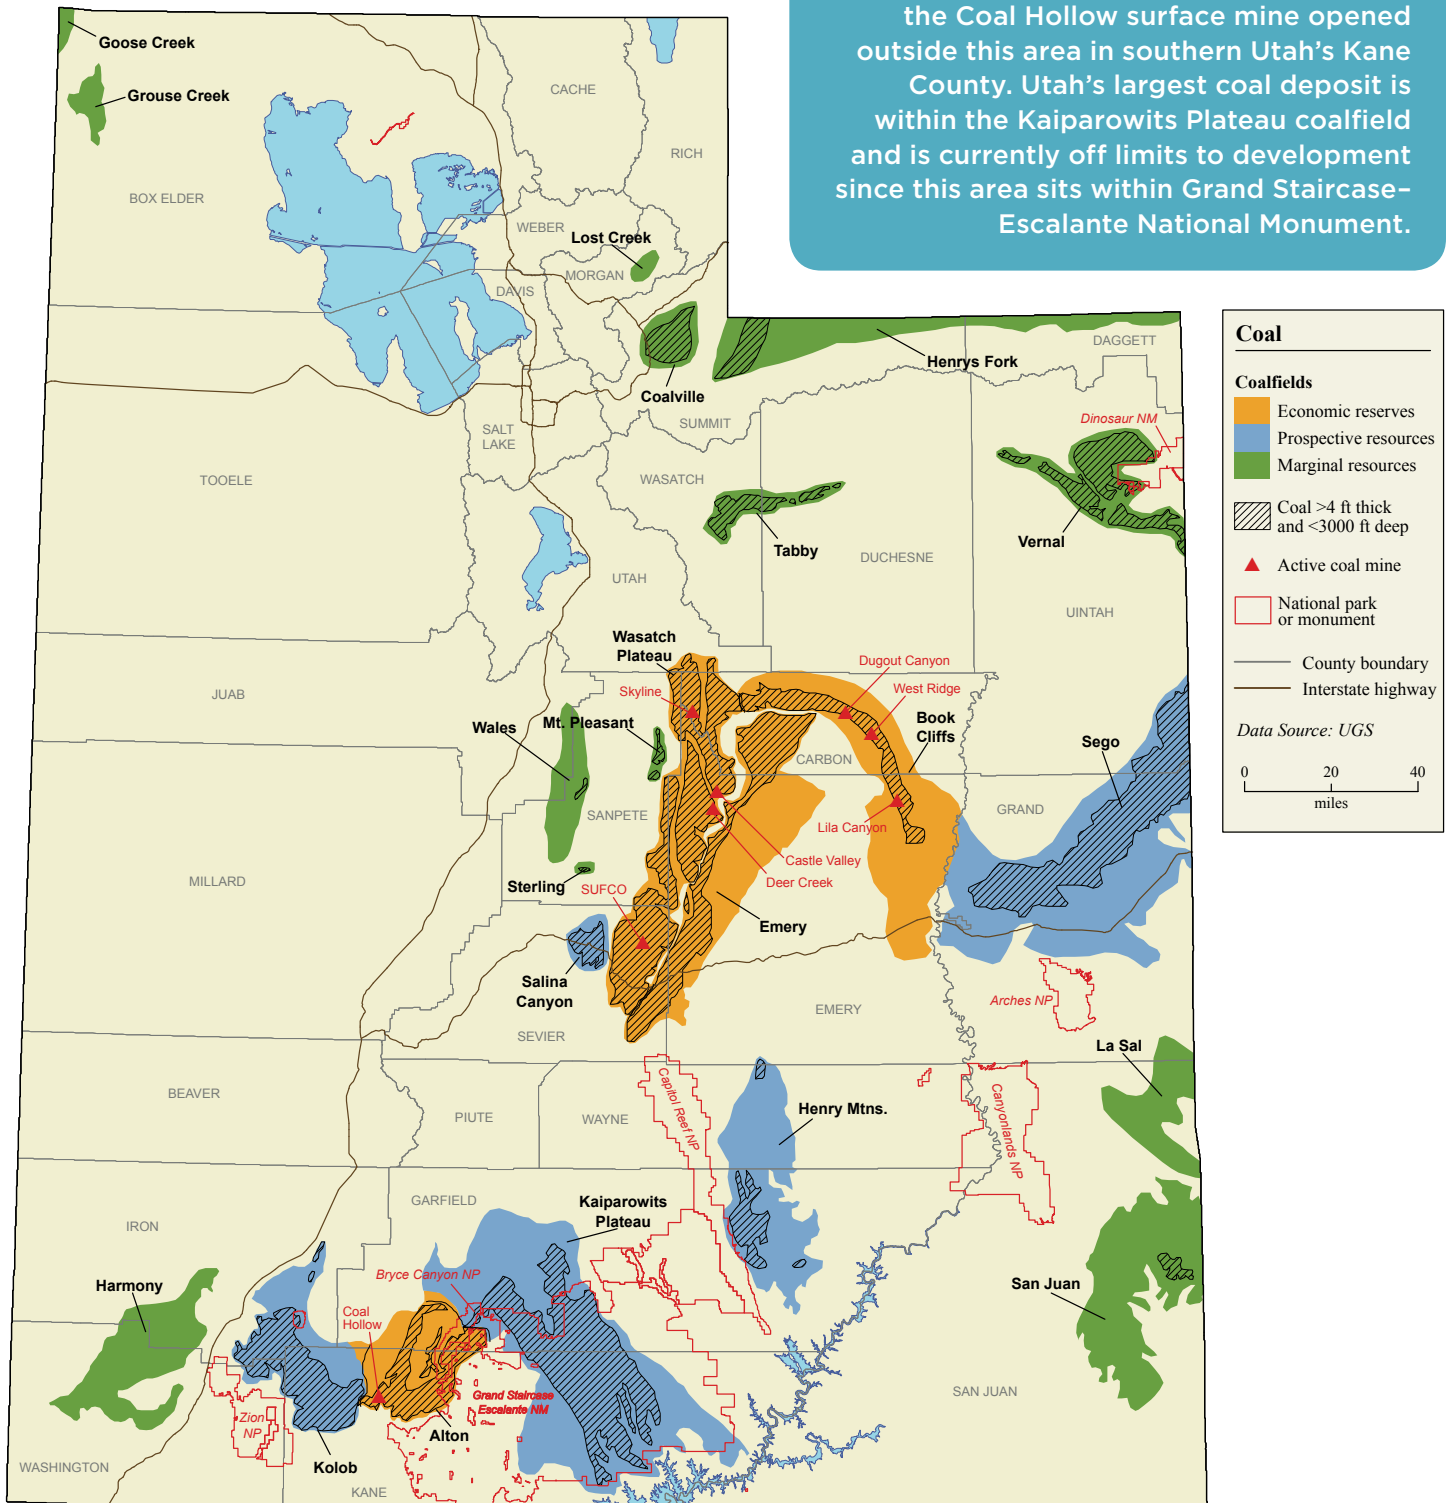 the Coal Hollow surface mine opened
outside this area in southern Utah's Kane
County. Utah's largest coal deposit is
within the Kaiparowits Plateau coalfield
and is currently off limits to development
since this area sits within Grand Staircase–
Escalante National Monument.
Goose Creek
Grouse Creek
CACHE
RICH
BOX ELDER
WEBER
Lost Creek
MORGAN
DAVIS
Henrys Fork
DAGGETT
Coalville
SUMMIT
SALT
LAKE
Dinosaur NM
TOOELE
WASATCH
Tabby
Vernal
DUCHESNE
UTAH
UINTAH
Wasatch
Plateau
Dugout Canyon
Skyline
West Ridge
JUAB
Wales
Mt. Pleasant
Book
Cliffs
Sego
CARBON
SANPETE
GRAND
Lila Canyon
Castle Valley
MILLARD
Deer Creek
Sterling
SUFCO
Emery
Salina
Canyon
Arches NP
EMERY
SEVIER
La Sal
BEAVER
Capitol Reef NP
Canyonlands NP
Henry Mtns.
PIUTE
WAYNE
GARFIELD
Kaiparowits
Plateau
IRON
Harmony
Bryce Canyon NP
San Juan
Coal
Hollow
Grand Staircase
Escalante NM
SAN JUAN
Zion
NP
Alton
Kolob
WASHINGTON
KANE
Coal
Coalfields
Economic reserves
Prospective resources
Marginal resources
Coal >4 ft thick
and <3000 ft deep
Active coal mine
National park
or monument
County boundary
Interstate highway
Data Source: UGS
0 20 40
miles